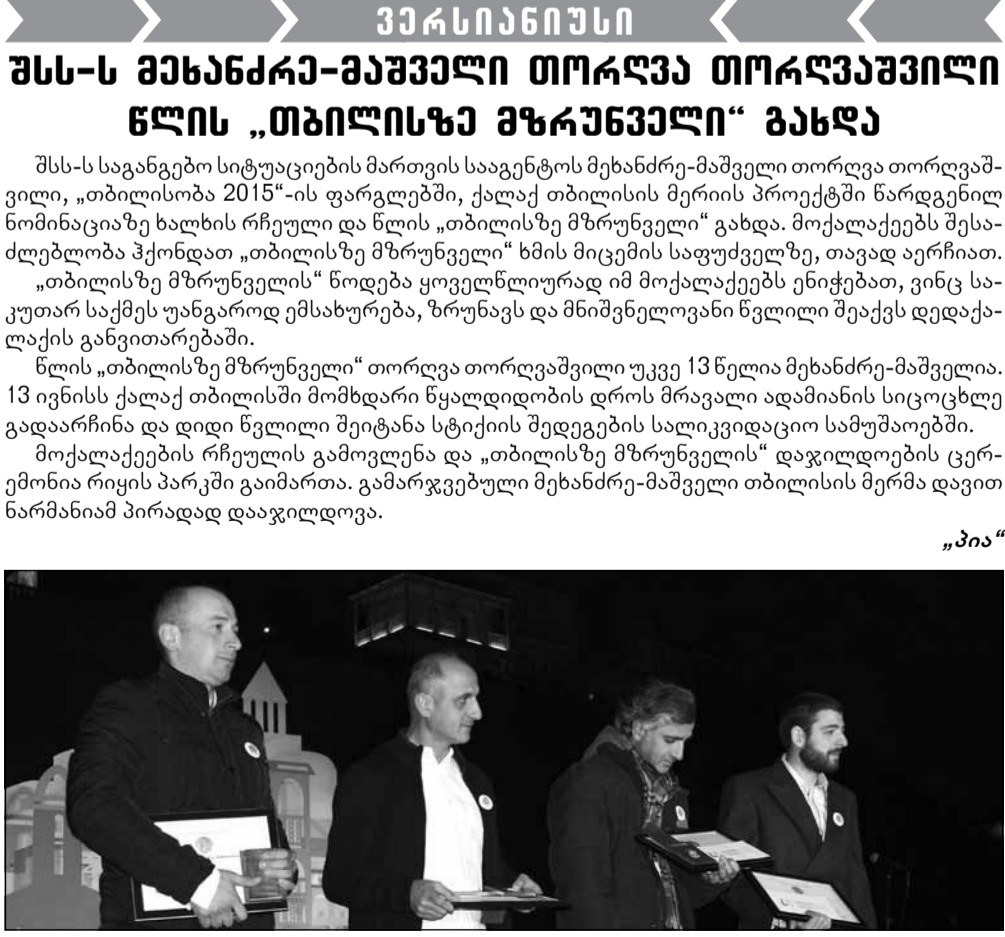 ვერსიანიუსი
შსს-ს მეხანძრე-მაშველი თორღვა თორღვაშვილი
წლის „თბილისზე მზრუნველი“ გახდა
შსს-ს საგანგებო სიტუაციების მართვის სააგენტოს მეხანძრე-მაშველი თორღვა თორღვაშ-
ვილი, „თბილისობა 2015“-ის ფარგლებში, ქალაქ თბილისის მერიის პროექტში წარდგენილ
ნომინაციაზე ხალხის რჩეული და წლის „თბილისზე მზრუნველი“ გახდა. მოქალაქეებს შესა-
ძლებლობა ჰქონდათ „თბილისზე მზრუნველი“ ხმის მიცემის საფუძველზე, თავად აერჩიათ.
„თბილისზე მზრუნველის“ წოდება ყოველწლიურად იმ მოქალაქეებს ენიჭებათ, ვინც სა-
კუთარ საქმეს უანგაროდ ემსახურება, ზრუნავს და მნიშვნელოვანი წვლილი შეაქვს დედაქა-
ლაქის განვითარებაში.
წლის „თბილისზე მზრუნველი“ თორღვა თორღვაშვილი უკვე 13 წელია მეხანძრე-მაშველია.
13 ივნისს ქალაქ თბილისში მომხდარი წყალდიდობის დროს მრავალი ადამიანის სიცოცხლე
გადაარჩინა და დიდი წვლილი შეიტანა სტიქიის შედეგების სალიკვიდაციო სამუშაოებში.
მოქალაქეების რჩეულის გამოვლენა და „თბილისზე მზრუნველის“ დაჯილდოების ცერ-
ემონია რიყის პარკში გაიმართა. გამარჯვებული მეხანძრე-მაშველი თბილისის მერმა დავით
ნარმანიამ პირადად დააჯილდოვა.
„პია“